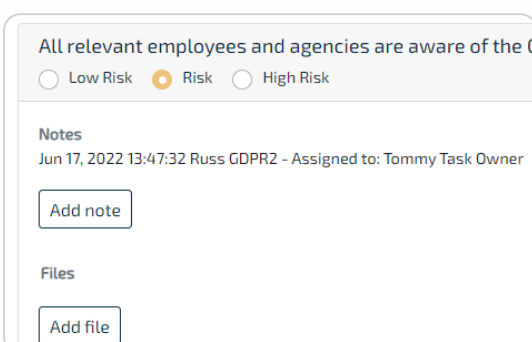 All relevant employees and agencies are aware of the
Low Risk Risk High Risk
Notes
Jun 17, 2022 13:47:32 Russ GDPR2 - Assigned to: Tommy Task Owner
Add note
Files
Add file